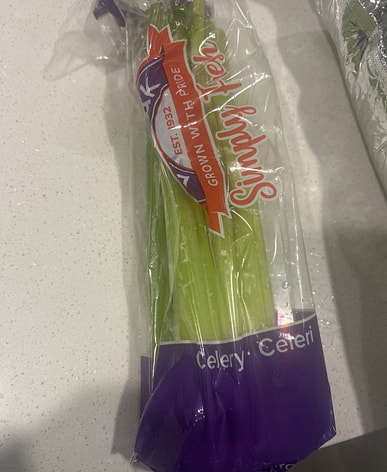 Simply fresh
GROWN WITH PRIDE
EST. 1932
Celery · Céleri